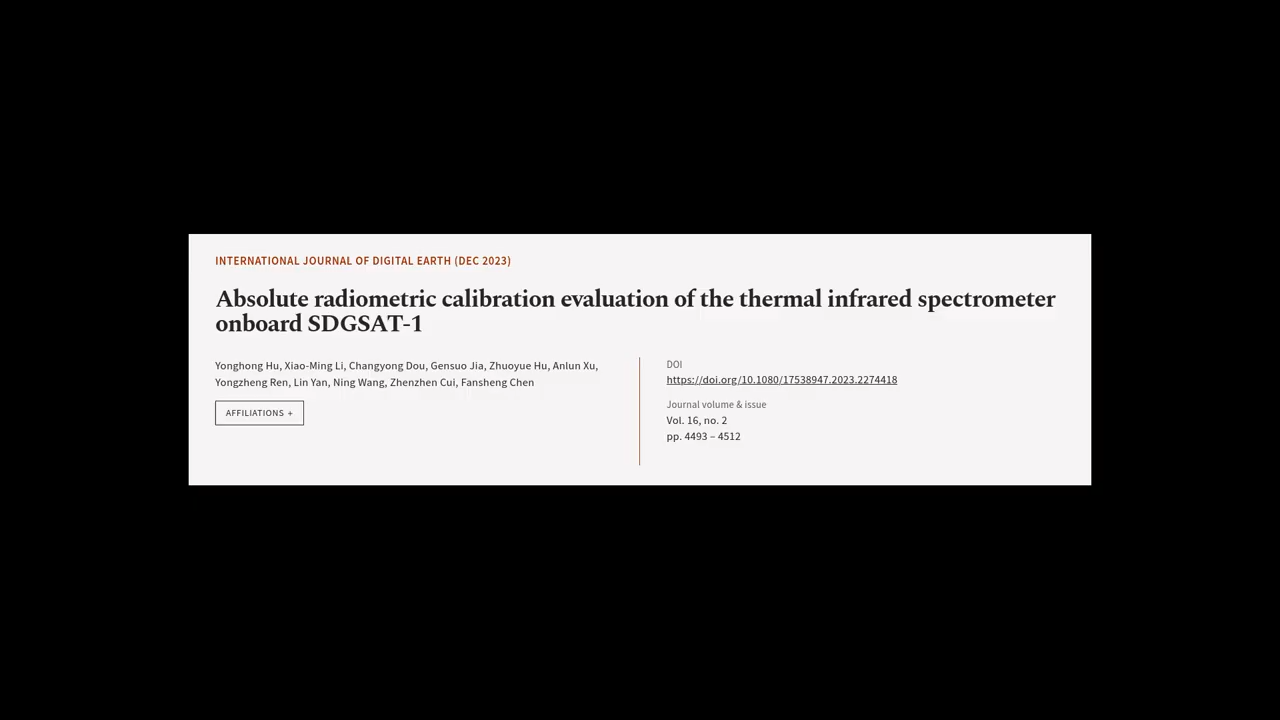 INTERNATIONAL JOURNAL OF DIGITAL EARTH (DEC 2023)
Absolute radiometric calibration evaluation of the thermal infrared spectrometer
onboard SDGSAT-1
Yonghong Hu, Xiao-Ming Li, Changyong Dou, Gensuo Jia, Zhuoyue Hu, Anlun Xu,
Yongzheng Ren, Lin Yan, Ning Wang, Zhenzhen Cui, Fansheng Chen
AFFILIATIONS +
DOI
https://doi.org/10.1080/17538947.2023.2274418
Journal volume & issue
Vol. 16, no. 2
pp. 4493 – 4512